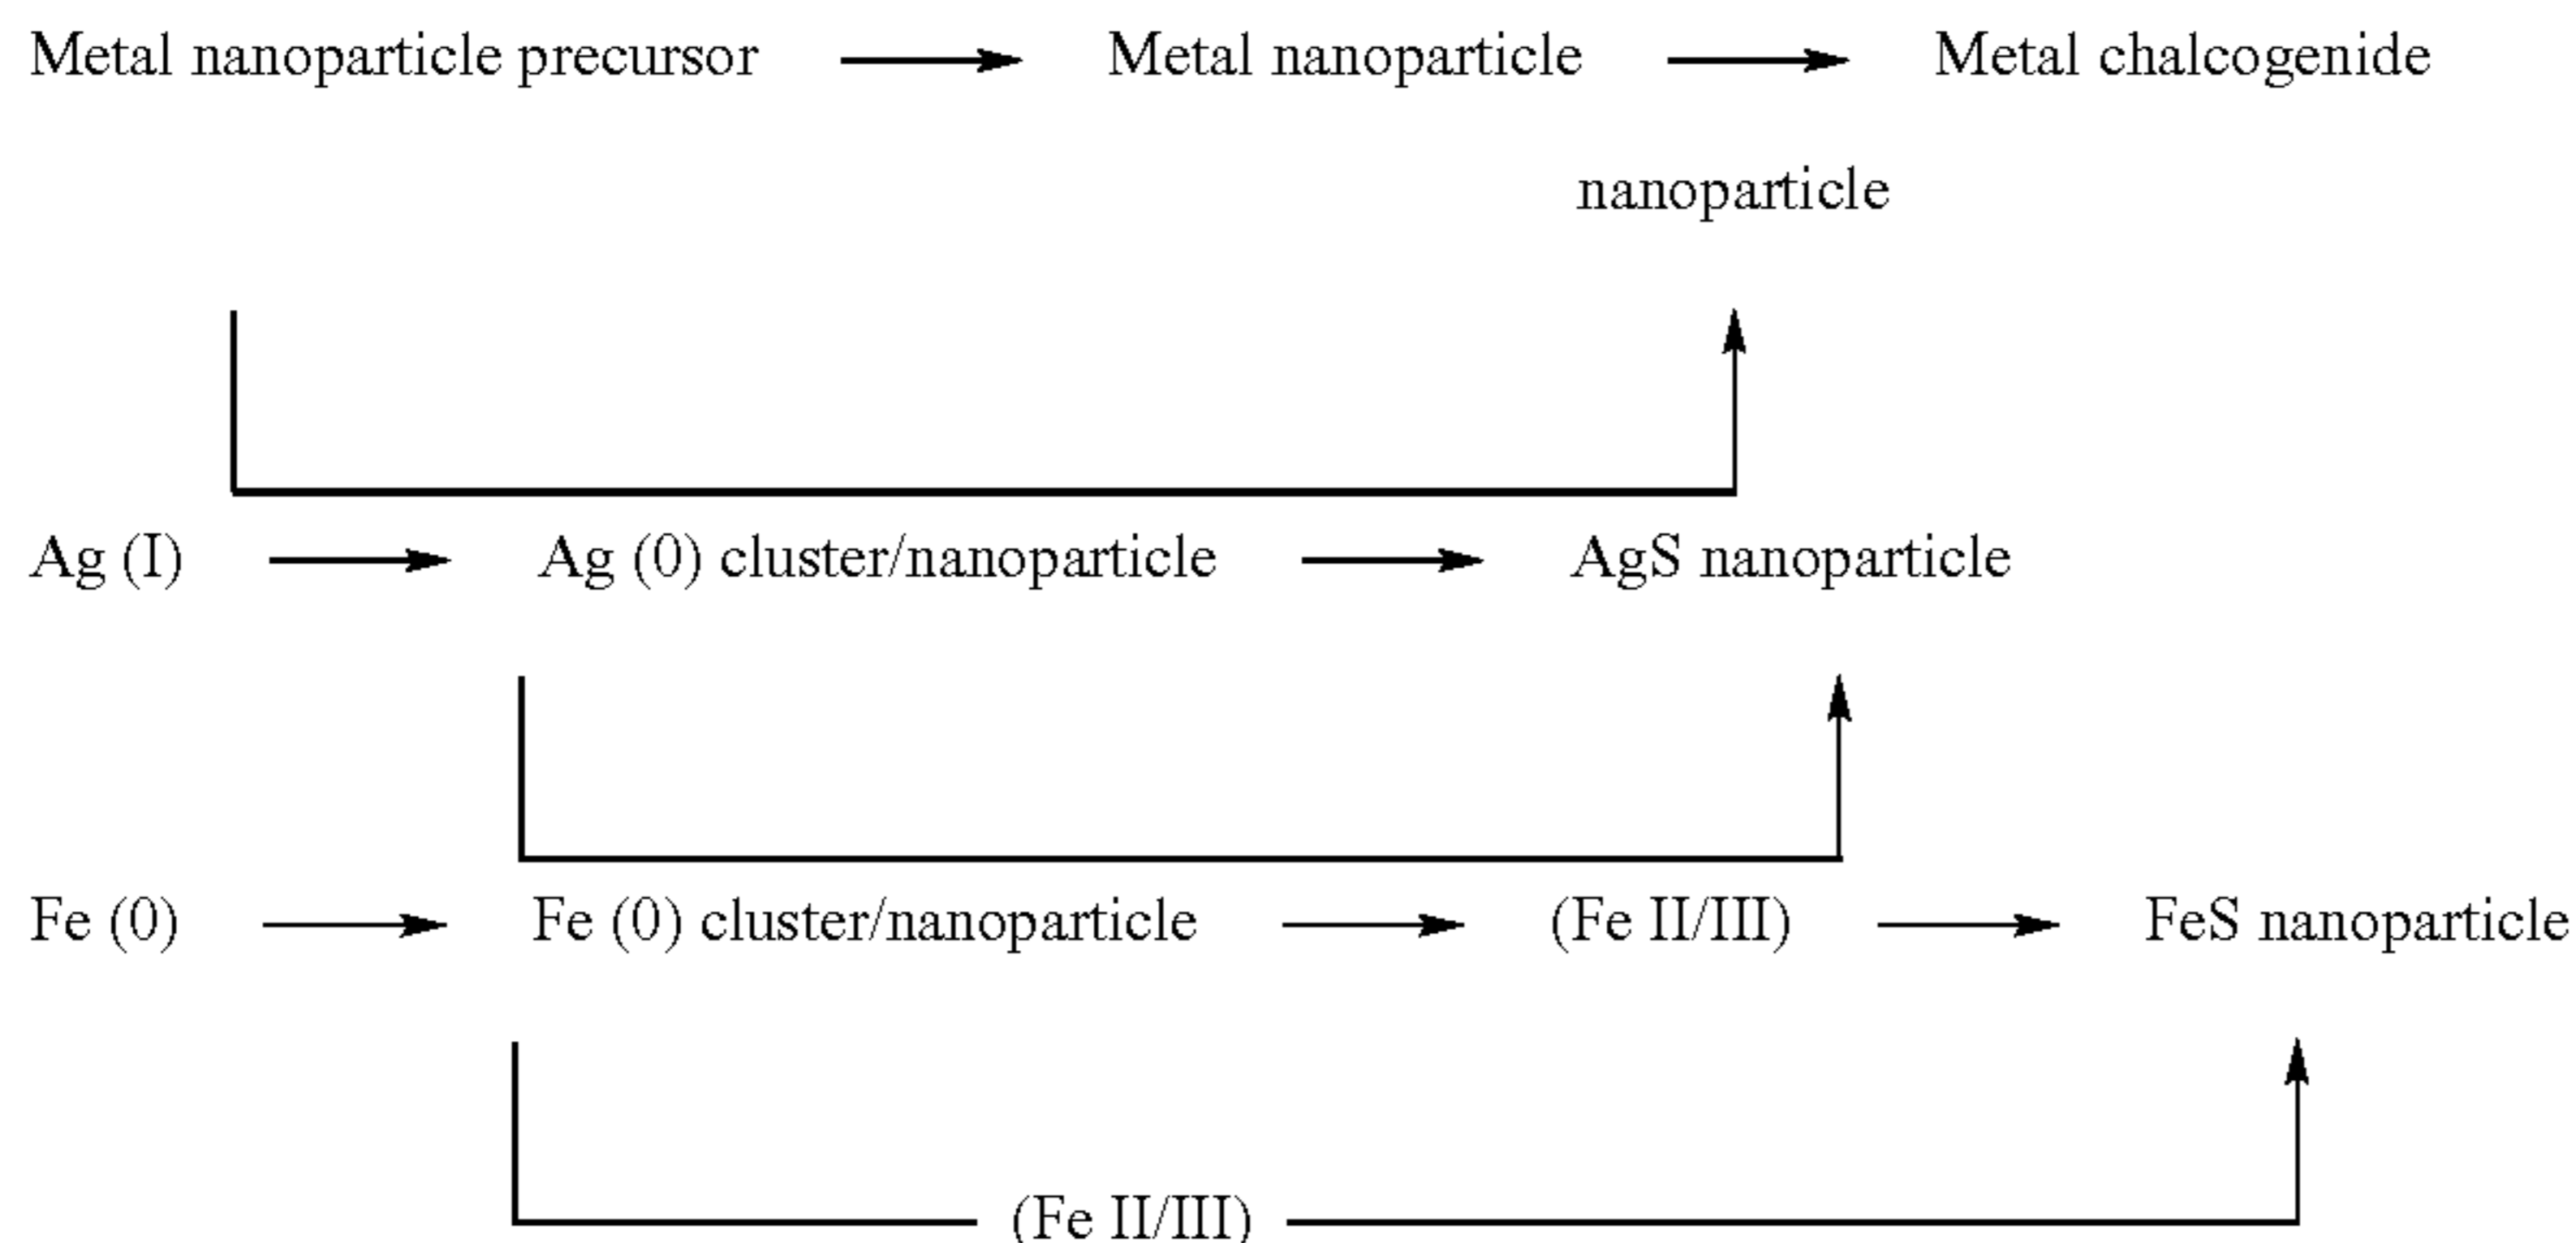 Metal nanoparticle precursor Metal nanoparticle Metal chalcogenide
nanoparticle
Ag (I) Ag (0) cluster/nanoparticle AgS nanoparticle
Fe (0) Fe (0) cluster/nanoparticle (Fe II/III) FeS nanoparticle
(Fe II/III)